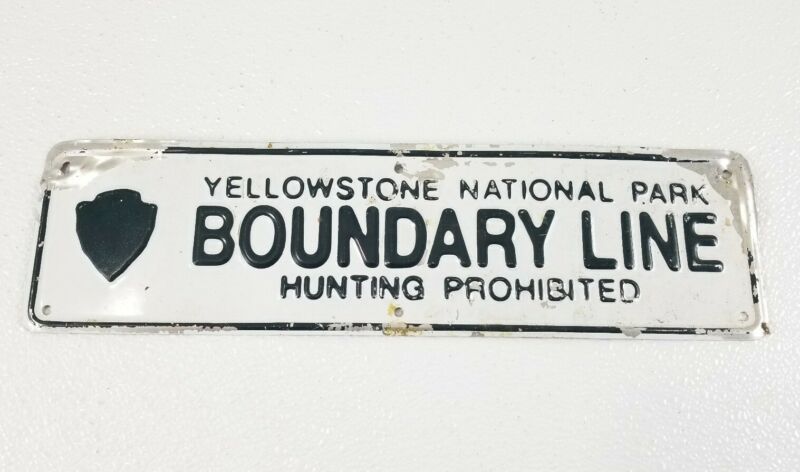 YELLOWSTONE NATIONAL PARK
BOUNDARY LINE
HUNTING PROHIBITED